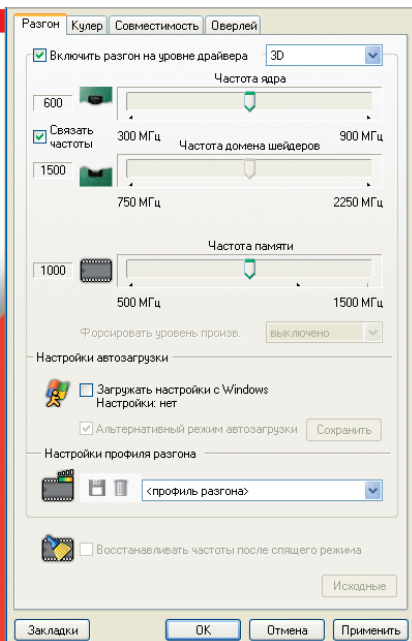 Разгон Кулер Совместимость Оверлей
Включить разгон на уровне драйвера 3D
Частота ядра
600
Связать частоты
300 МГц 900 МГц
Частота домена шейдеров
1500
750 МГц 2250 МГц
Частота памяти
1000
500 МГц 1500 МГц
Форсировать уровень произв. выключено
Настройки автозагрузки
Загружать настройки с Windows
Настройки: нет
Альтернативный режим автозагрузки Сохранить
Настройки профиля разгона
<профиль разгона>
Восстанавливать частоты после спящего режима
Исходные
Закладки OK Отмена Применить